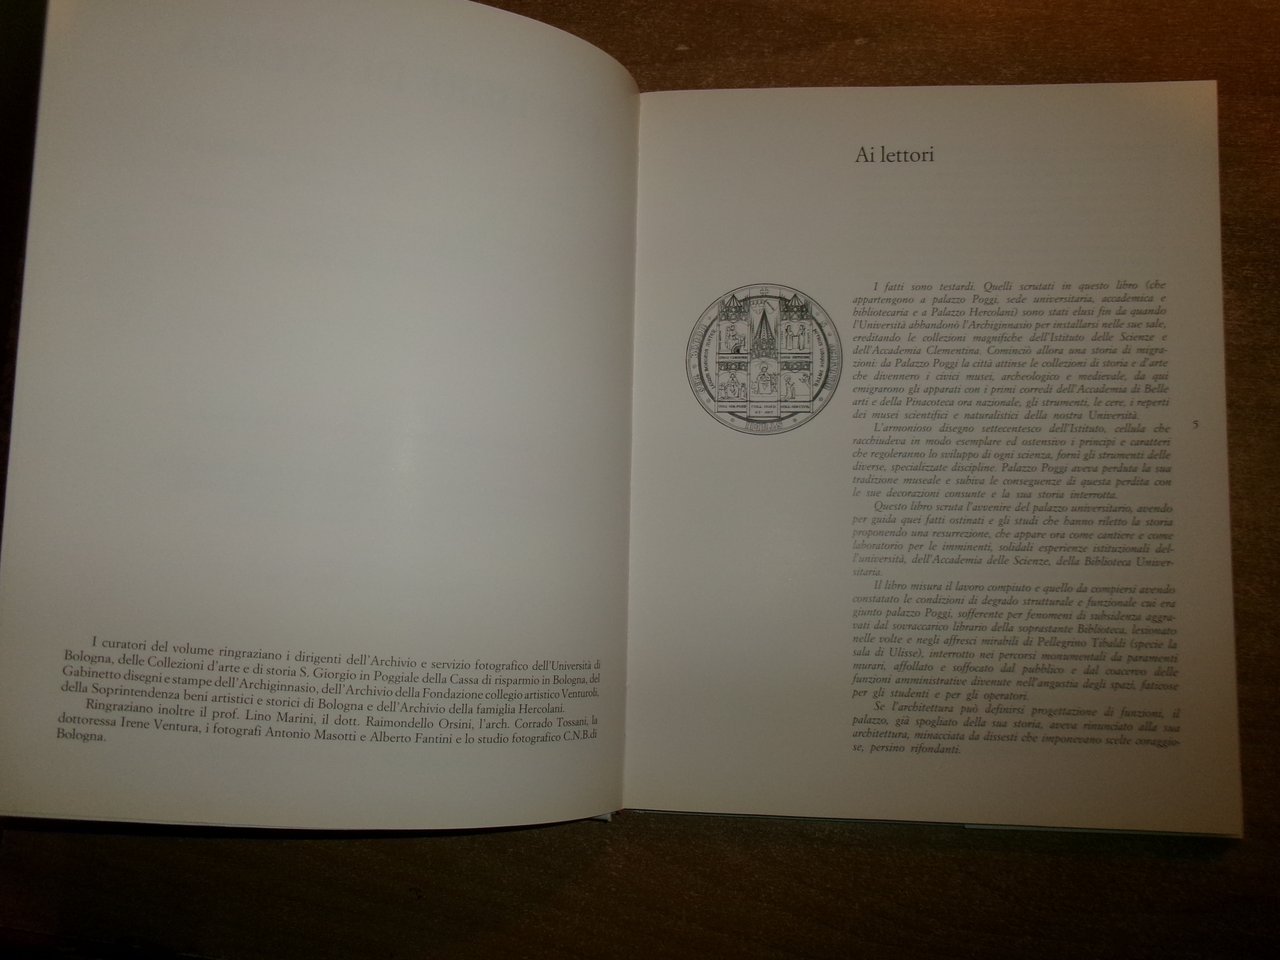 I curatori del volume ringraziano i dirigenti dell'Archivio e servizio fotografico dell'Università di
Bologna, delle Collezioni d'arte e di storia S. Giorgio in Poggiale della Cassa di risparmio in Bologna, del
Gabinetto disegni e stampe dell'Archiginnasio, dell'Archivio della Fondazione collegio artistico Venturoli,
della Soprintendenza beni artistici e storici di Bologna e dell'Archivio della famiglia Hercolani.
Ringraziano inoltre il prof. Lino Marini, il dott. Raimondello Orsini, l'arch. Corrado Tossani, la
dottoressa Irene Ventura, i fotografi Antonio Masotti e Alberto Fantini e lo studio fotografico C.N.B.di
Bologna.
Ai lettori
I fatti sono testardi. Quelli scrutati in questo libro (che
appartengono a palazzo Poggi, sede universitaria, accademica e
bibliotecaria e a Palazzo Hercolani) sono stati elusi fin da quando
l'Università abbandonò l'Archiginnasio per installarsi nelle sue sale,
ereditando le collezioni magnifiche dell'Istituto delle Scienze e
dell'Accademia Clementina. Cominciò allora una storia di migra-
zioni: da Palazzo Poggi la città attinse le collezioni di storia e d'arte
che divennero i civici musei, archeologico e medievale, da qui
emigrarono gli apparati con i primi corredi dell'Accademia di Belle
arti e della Pinacoteca ora nazionale, gli strumenti, le cere, i reperti
dei musei scientifici e naturalistici della nostra Università.
L'armonioso disegno settecentesco dell'Istituto, cellula che
racchiudeva in modo esemplare ed ostensivo i principi e caratteri
che regoleranno lo sviluppo di ogni scienza, fornì gli strumenti delle
diverse, specializzate discipline. Palazzo Poggi aveva perduta la sua
tradizione museale e subiva le conseguenze di questa perdita con
le sue decorazioni consunte e la sua storia interrotta.
Questo libro scruta l'avvenire del palazzo universitario, avendo
per guida quei fatti ostinati e gli studi che hanno riletto la storia
proponendo una resurrezione, che appare ora come cantiere e come
laboratorio per le imminenti, solidali esperienze istituzionali del-
l'università, dell'Accademia delle Scienze, della Biblioteca Univer-
sitaria.
Il libro misura il lavoro compiuto e quello da compiersi avendo
constatato le condizioni di degrado strutturale e funzionale cui era
giunto palazzo Poggi, sofferente per fenomeni di subsidenza aggra-
vati dal sovraccarico librario della soprastante Biblioteca, lesionato
nelle volte e negli affreschi mirabili di Pellegrino Tibaldi (specie la
sala di Ulisse), interrotto nei percorsi monumentali da paramenti
murari, affollato e soffocato dal pubblico e dal coacervo delle
funzioni amministrative divenute nell'angustia degli spazi, faticose
per gli studenti e per gli operatori.
Se l'architettura può definirsi progettazione di funzioni, il
palazzo, già spogliato della sua storia, aveva rinunciato alla sua
architettura, minacciata da dissesti che imponevano scelte coraggio-
se, persino rifondanti.
5